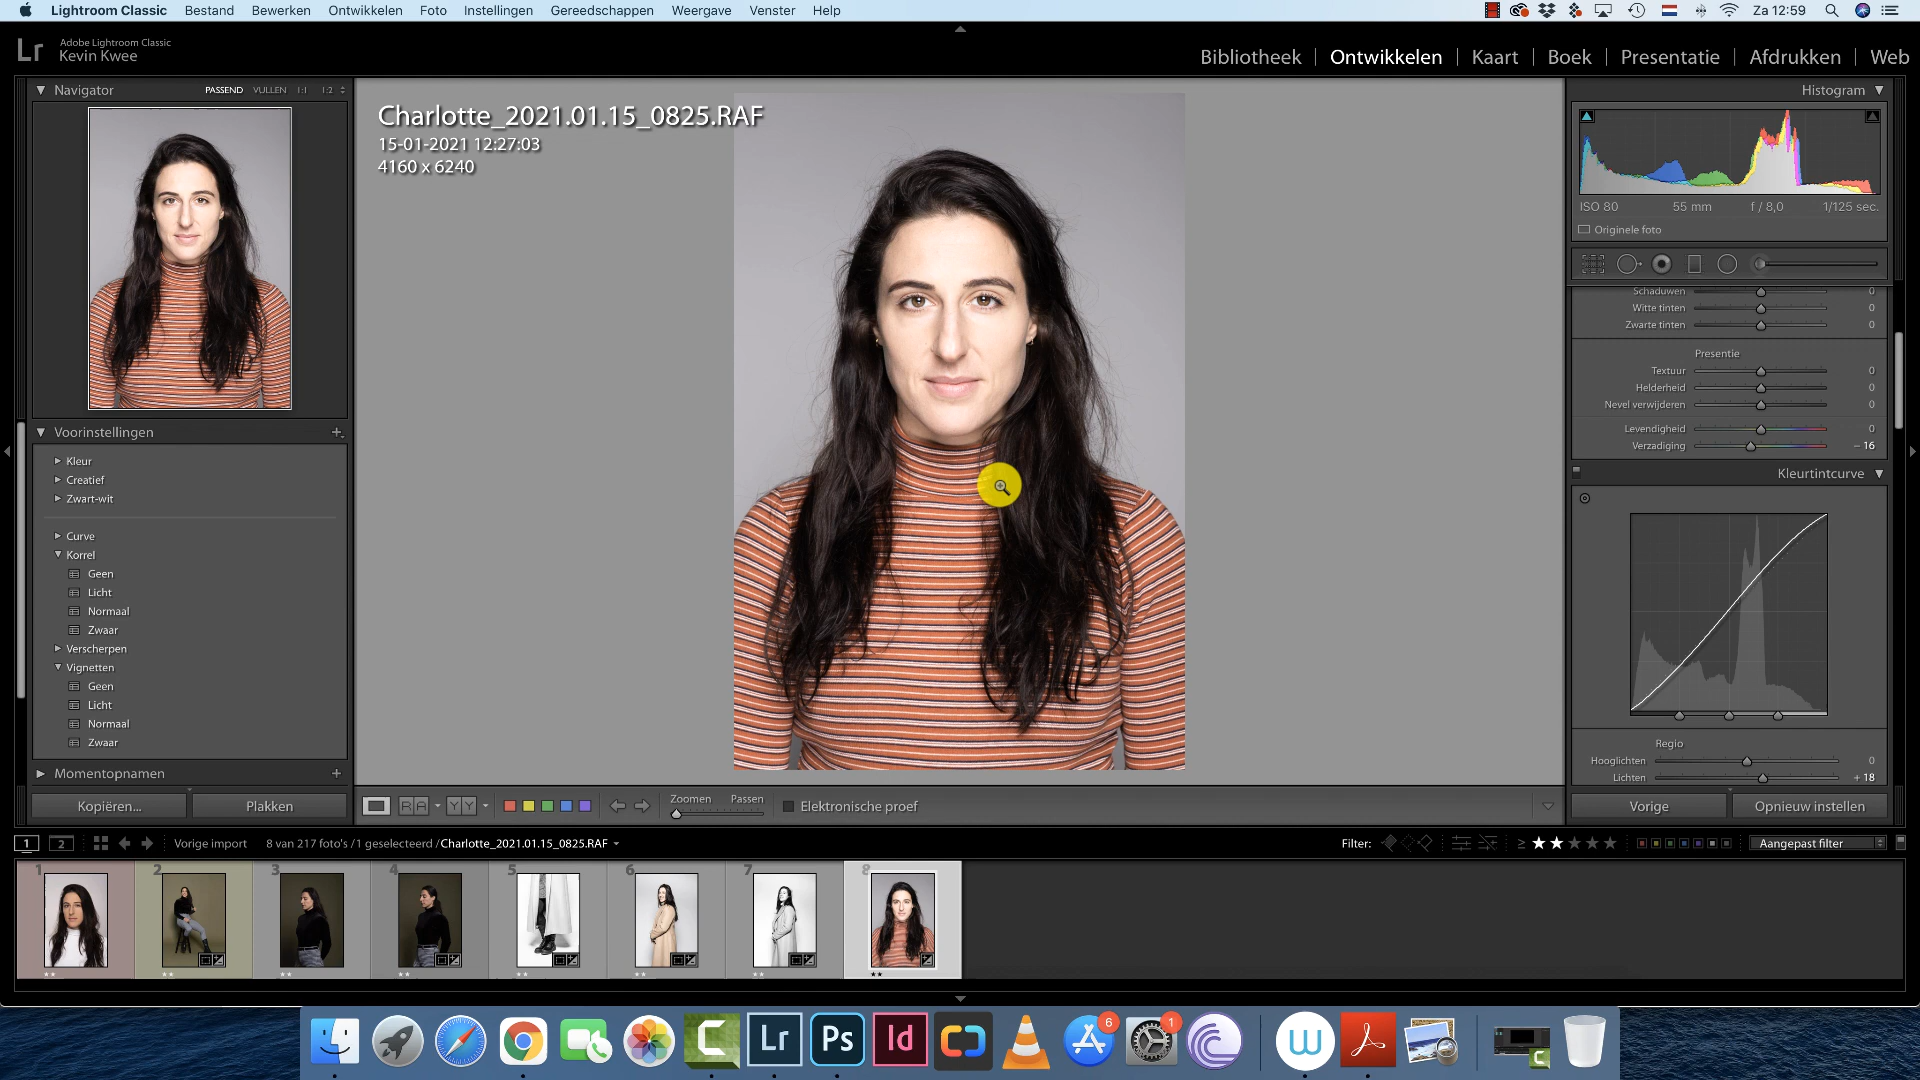 Lightroom Classic Bestand Bewerken Ontwikkelen Foto Instellingen Gereedschappen Weergave Venster Help Za 12:59
Lr Adobe Lightroom Classic
Kevin Kwee
Bibliotheek | Ontwikkelen | Kaart | Boek | Presentatie | Afdrukken | Web
Navigator PASSEND VULLEN 1:1 1:2
Charlotte_2021.01.15_0825.RAF
15-01-2021 12:27:03
4160 x 6240
Histogram
ISO 80 55 mm f / 8,0 1/125 sec.
Originele foto
Schaduwen 0
Witte tinten 0
Zwarte tinten 0
Presentie
Textuur 0
Helderheid 0
Nevel verwijderen 0
Levendigheid 0
Verzadiging – 16
Kleurtintcurve
Regio
Hooglichten 0
Lichten + 18
Vorige Opnieuw instellen
Voorinstellingen +
Kleur
Creatief
Zwart-wit
Curve
Korrel
Geen
Licht
Normaal
Zwaar
Verscherpen
Vignetten
Geen
Licht
Normaal
Zwaar
Momentopnamen +
Kopiëren... Plakken
R A Y Y Zoomen Passen Elektronische proef
1 2 Vorige import 8 van 217 foto's /1 geselecteerd /Charlotte_2021.01.15_0825.RAF Filter: ≥ ★★★★★ Aangepast filter
1 2 3 4 5 6 7 8
Lr Ps Id 6 1 W C